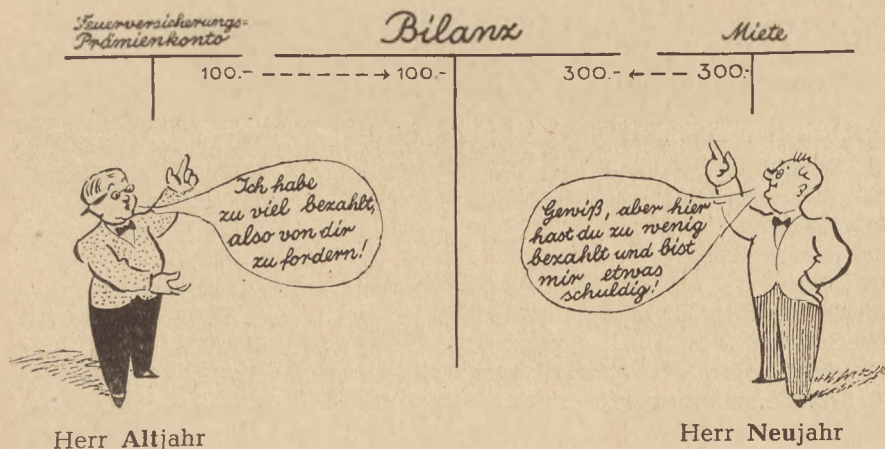 Feuerversicherungs=
Prämienkonto
Bilanz
Miete
100.- 100.- 300.- 300.-
Ich habe
zu viel bezahlt,
also von dir
zu fordern!
Gewiß, aber hier
hast du zu wenig
bezahlt und bist
mir etwas
schuldig!
Herr Altjahr
Herr Neujahr